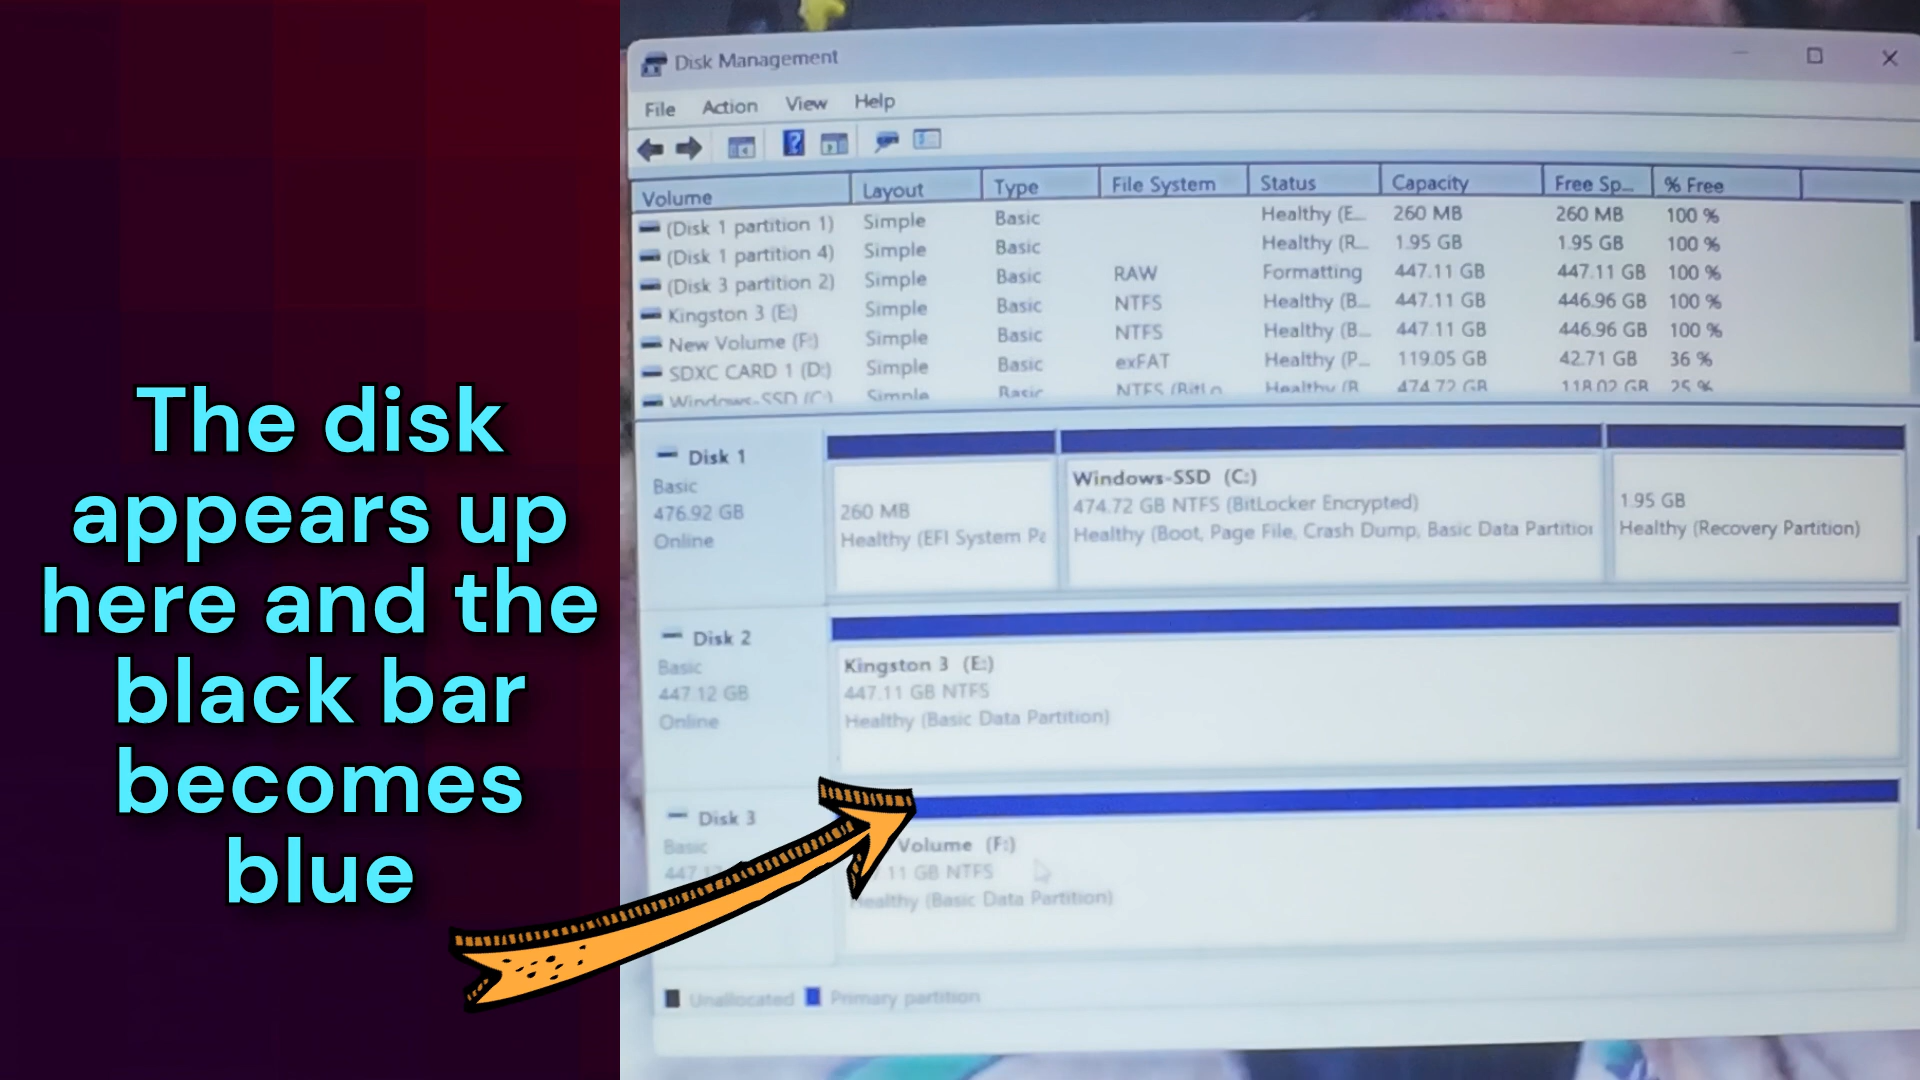 The disk
appears up
here and the
black bar
becomes
blue
Disk Management
File Action View Help
Volume Layout Type File System Status Capacity Free Sp... % Free
(Disk 1 partition 1) Simple Basic Healthy (E... 260 MB 260 MB 100 %
(Disk 1 partition 4) Simple Basic Healthy (R... 1.95 GB 1.95 GB 100 %
(Disk 3 partition 2) Simple Basic RAW Formatting 447.11 GB 447.11 GB 100 %
Kingston 3 (E:) Simple Basic NTFS Healthy (B... 447.11 GB 446.96 GB 100 %
New Volume (F:) Simple Basic NTFS Healthy (B... 447.11 GB 446.96 GB 100 %
SDXC CARD 1 (D:) Simple Basic exFAT Healthy (P... 119.05 GB 42.71 GB 36 %
Windows-SSD (C:) Simple Basic NTFS (BitLo Healthy (B 474.72 GB 118.02 GB 25 %
Disk 1
Basic
476.92 GB
Online
260 MB
Healthy (EFI System Pa
Windows-SSD (C:)
474.72 GB NTFS (BitLocker Encrypted)
Healthy (Boot, Page File, Crash Dump, Basic Data Partition
1.95 GB
Healthy (Recovery Partition)
Disk 2
Basic
447.12 GB
Online
Kingston 3 (E:)
447.11 GB NTFS
Healthy (Basic Data Partition)
Disk 3
Basic
Volume (F:)
11 GB NTFS
Healthy (Basic Data Partition)
Unallocated Primary partition